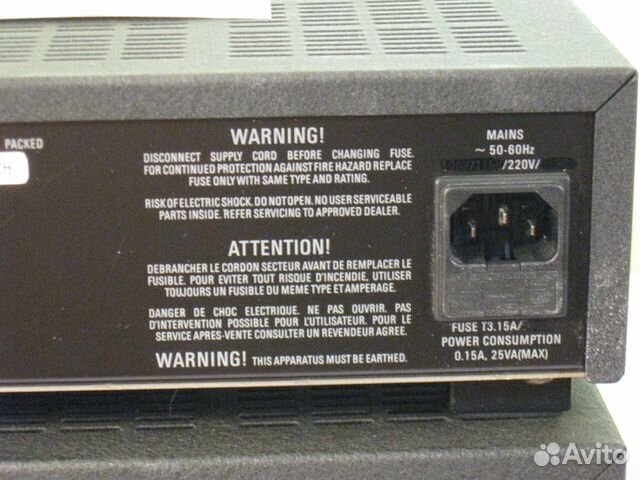 PACKED
CH
WARNING!
DISCONNECT SUPPLY CORD BEFORE CHANGING FUSE.
FOR CONTINUED PROTECTION AGAINST FIRE HAZARD REPLACE
FUSE ONLY WITH SAME TYPE AND RATING.
RISK OF ELECTRIC SHOCK. DO NOT OPEN. NO USER SERVICEABLE
PARTS INSIDE. REFER SERVICING TO APPROVED DEALER.
ATTENTION!
DEBRANCHER LE CORDON SECTEUR AVANT DE REMPLACER LE
FUSIBLE. POUR EVITER TOUT RISQUE D'INCENDIE, UTILISER
TOUJOURS UN FUSIBLE DU MEME TYPE ET AMPERAGE.
DANGER DE CHOC ELECTRIQUE. NE PAS OUVRIR. PAS
D'INTERVENTION POSSIBLE POUR L'UTILISATEUR. POUR LE
SERVICE APRES-VENTE CONSULTER UN REVENDEUR AGREE.
WARNING! THIS APPARATUS MUST BE EARTHED.
MAINS
~ 50-60Hz
/220V/
FUSE T3.15A/
POWER CONSUMPTION
0.15A, 25VA(MAX)
Avito